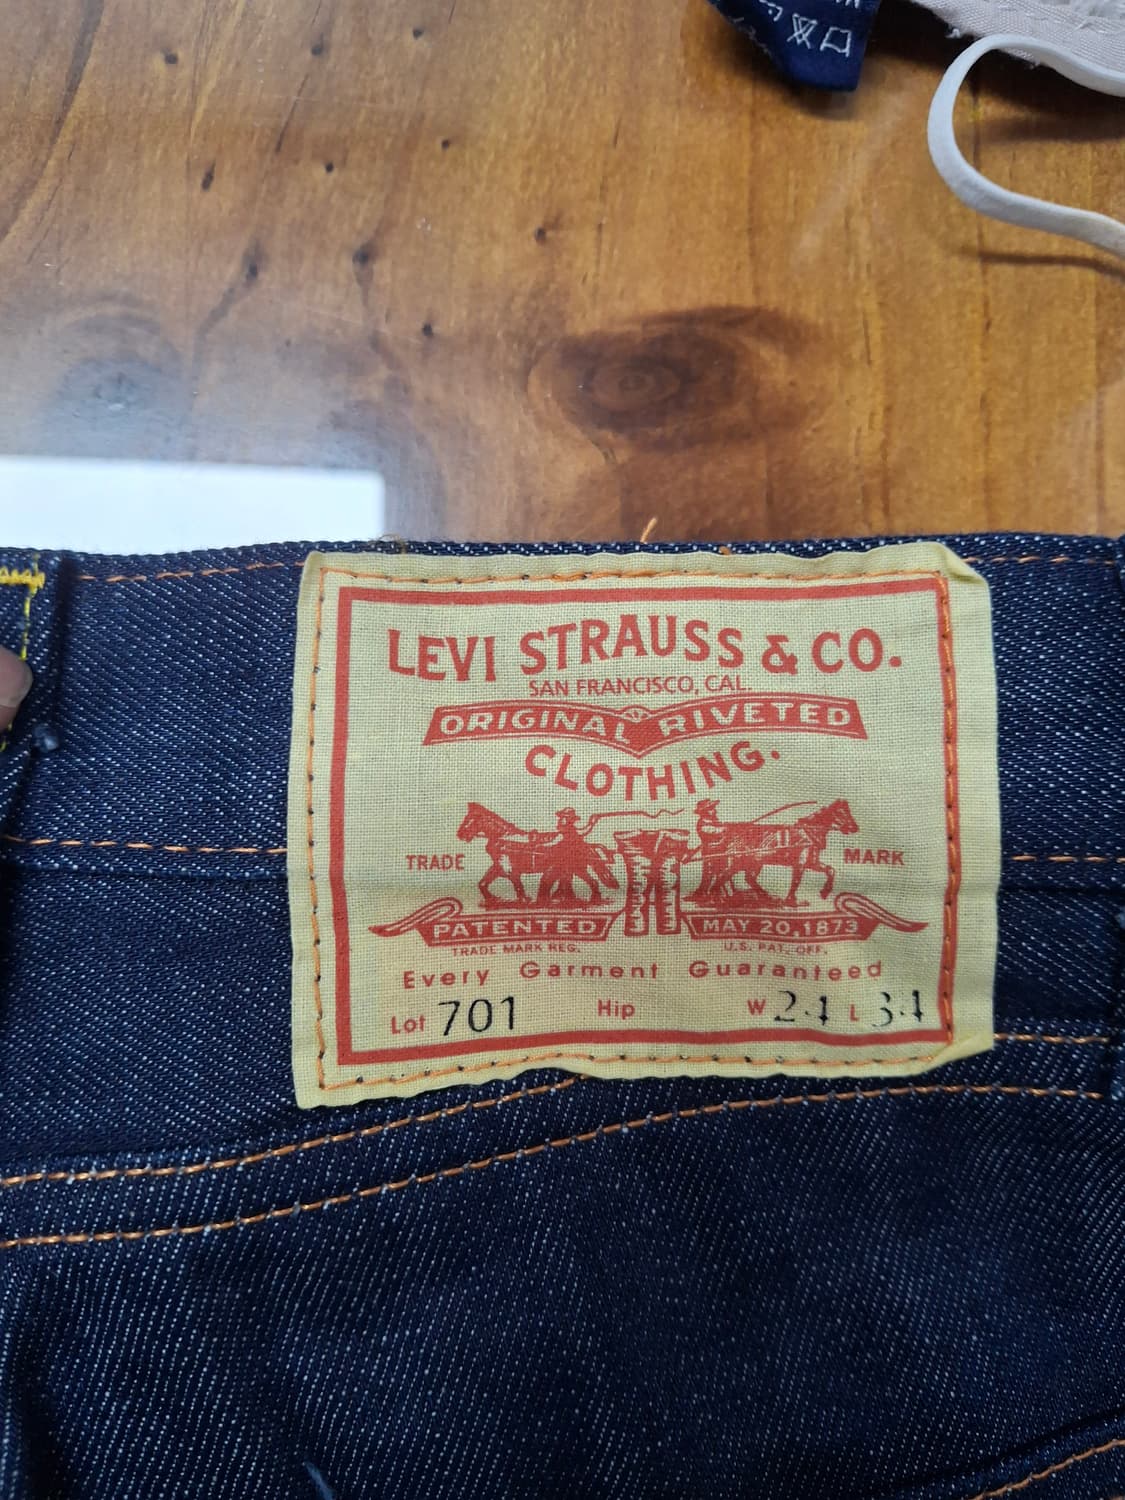 LEVI STRAUSS & CO.
SAN FRANCISCO, CAL.
ORIGINAL RIVETED
CLOTHING.
TRADE MARK
PATENTED MAY 20, 1873
TRADE MARK REG. U.S. PAT. OFF.
Every Garment Guaranteed
Lot 701 Hip W 24 L 34